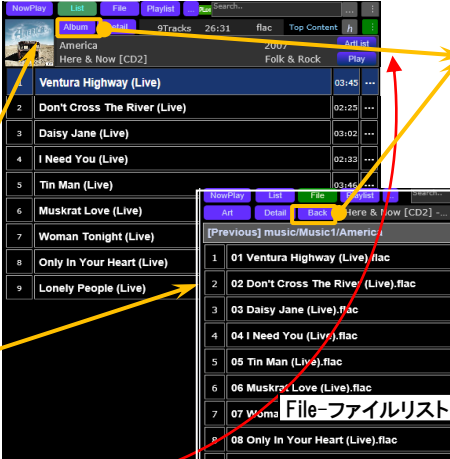 NowPlay List File Playlist ... PLoc Search.. ... ⋮
Album Detail 9Tracks 26:31 flac Top Content h ⋮
America 2007 ArtList
Here & Now [CD2] Folk & Rock Play
1 Ventura Highway (Live) 03:45 ...
2 Don't Cross The River (Live) 02:25 ...
3 Daisy Jane (Live) 03:02 ...
4 I Need You (Live) 02:33 ...
5 Tin Man (Live) 03:46 ...
6 Muskrat Love (Live)
7 Woman Tonight (Live)
8 Only In Your Heart (Live)
9 Lonely People (Live)
NowPlay List File Playlist .. Search...
Art Detail Back Here & Now [CD2] -...
[Previous] music/Music1/America
1 01 Ventura Highway (Live).flac
2 02 Don't Cross The River (Live).flac
3 03 Daisy Jane (Live).flac
4 04 I Need You (Live).flac
5 05 Tin Man (Live).flac
6 06 Muskrat Love (Live).flac
7 07 Woma
File-ファイルリスト
8 08 Only In Your Heart (Live).flac